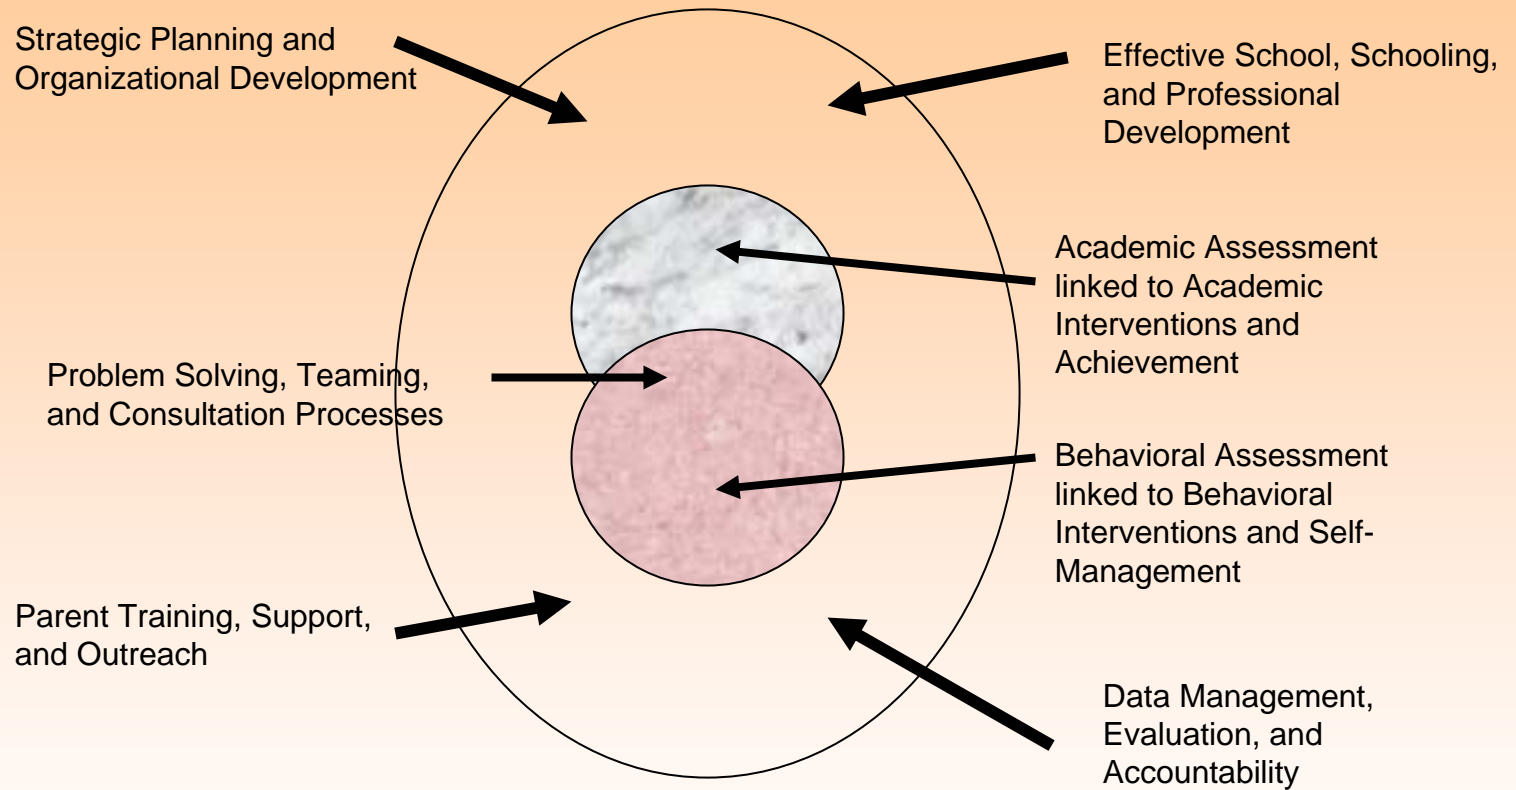 Strategic Planning and
Organizational Development
Effective School, Schooling,
and Professional
Development
Academic Assessment
linked to Academic
Interventions and
Achievement
Problem Solving, Teaming,
and Consultation Processes
Behavioral Assessment
linked to Behavioral
Interventions and Self-
Management
Parent Training, Support,
and Outreach
Data Management,
Evaluation, and
Accountability